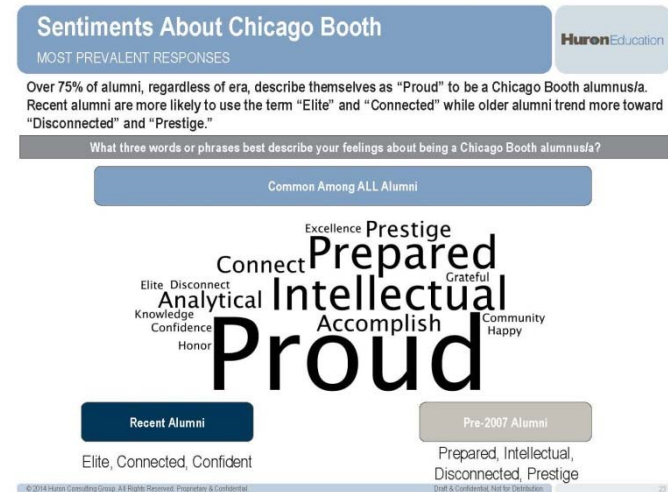 Sentiments About Chicago Booth
MOST PREVALENT RESPONSES
HuronEducation
Over 75% of alumni, regardless of era, describe themselves as “Proud” to be a Chicago Booth alumnus/a.
Recent alumni are more likely to use the term “Elite” and “Connected” while older alumni trend more toward
“Disconnected” and “Prestige.”
What three words or phrases best describe your feelings about being a Chicago Booth alumnus/a?
Common Among ALL Alumni
Excellence Prestige
Connect Prepared
Grateful
Elite Disconnect
Analytical Intellectual
Knowledge
Confidence
Accomplish
Community
Happy
Honor
Proud
Recent Alumni
Elite, Connected, Confident
Pre-2007 Alumni
Prepared, Intellectual,
Disconnected, Prestige
© 2014 Huron Consulting Group. All Rights Reserved. Proprietary & Confidential.
Draft & Confidential, Not for Distribution